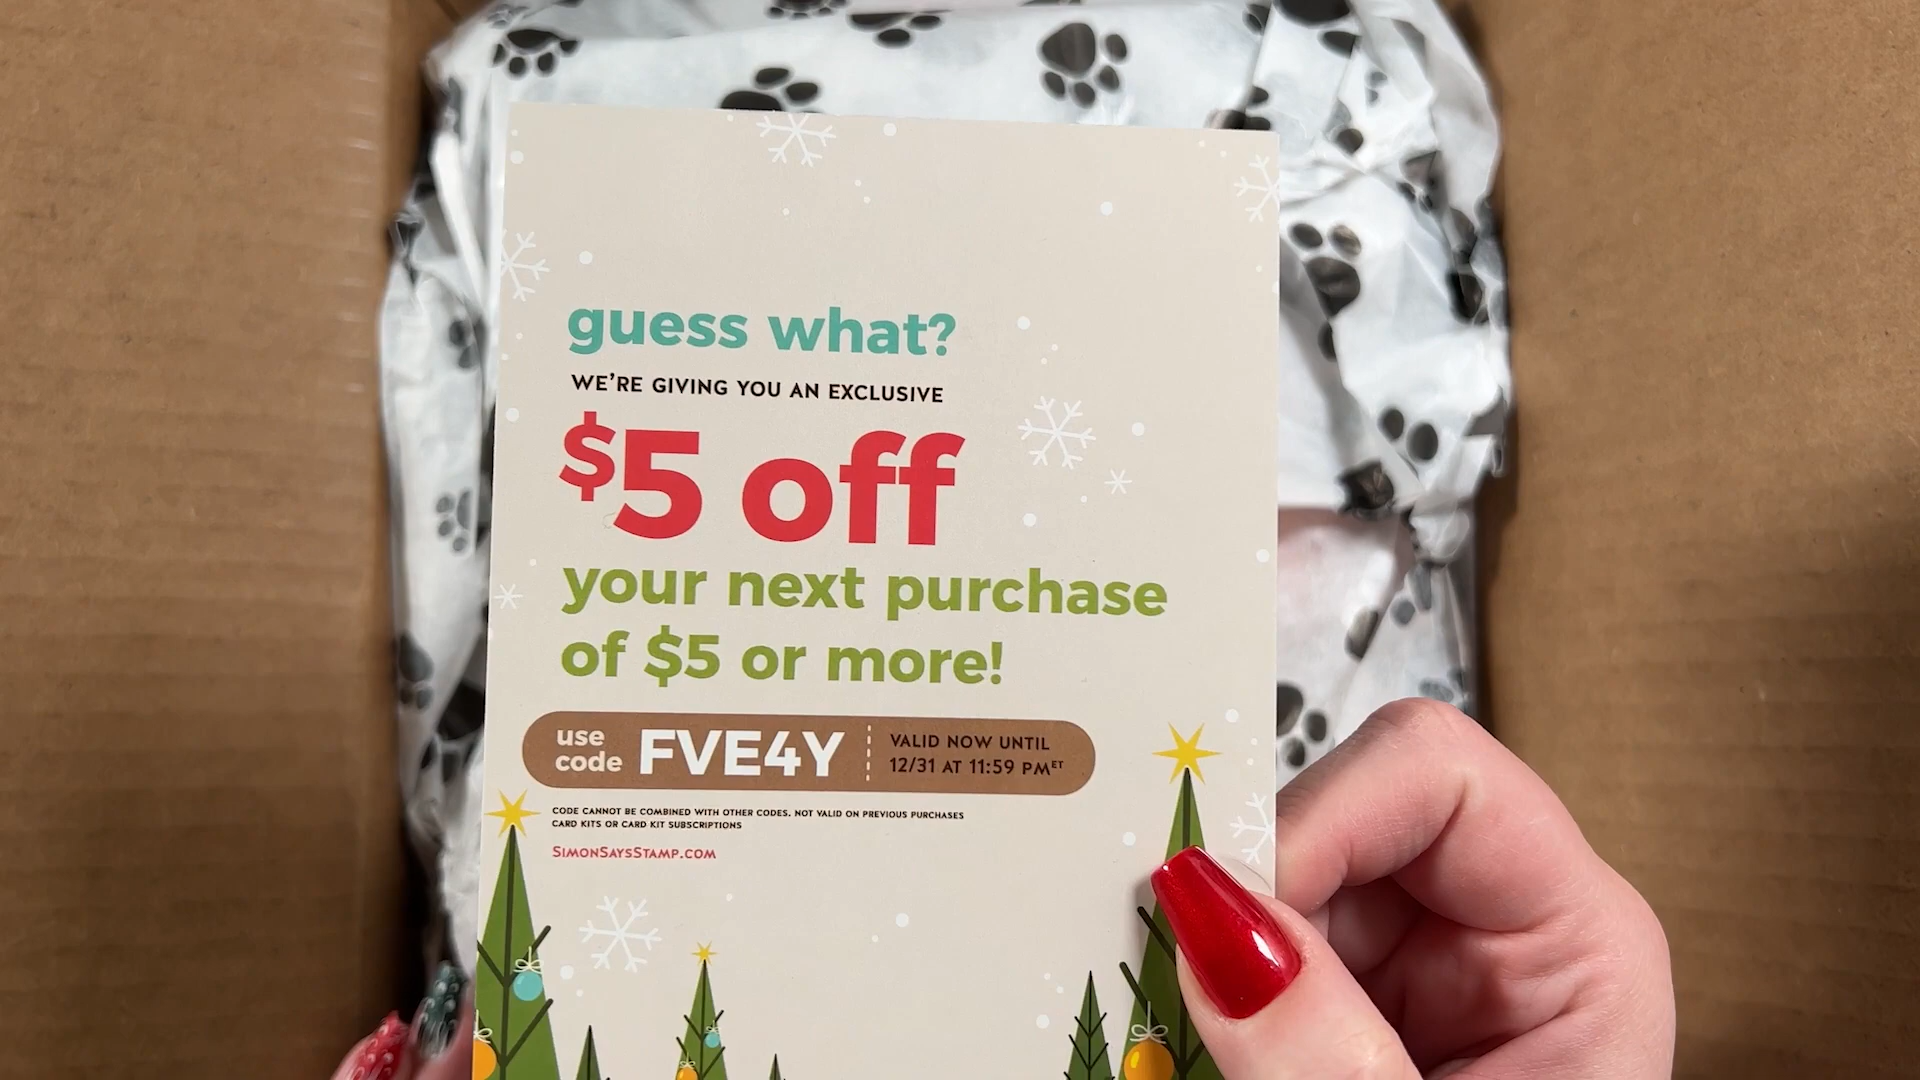 guess what?
WE'RE GIVING YOU AN EXCLUSIVE
$5 off
your next purchase
of $5 or more!
use code FVE4Y
VALID NOW UNTIL
12/31 AT 11:59 PM ET
CODE CANNOT BE COMBINED WITH OTHER CODES. NOT VALID ON PREVIOUS PURCHASES
CARD KITS OR CARD KIT SUBSCRIPTIONS
SIMONSAYSSTAMP.COM